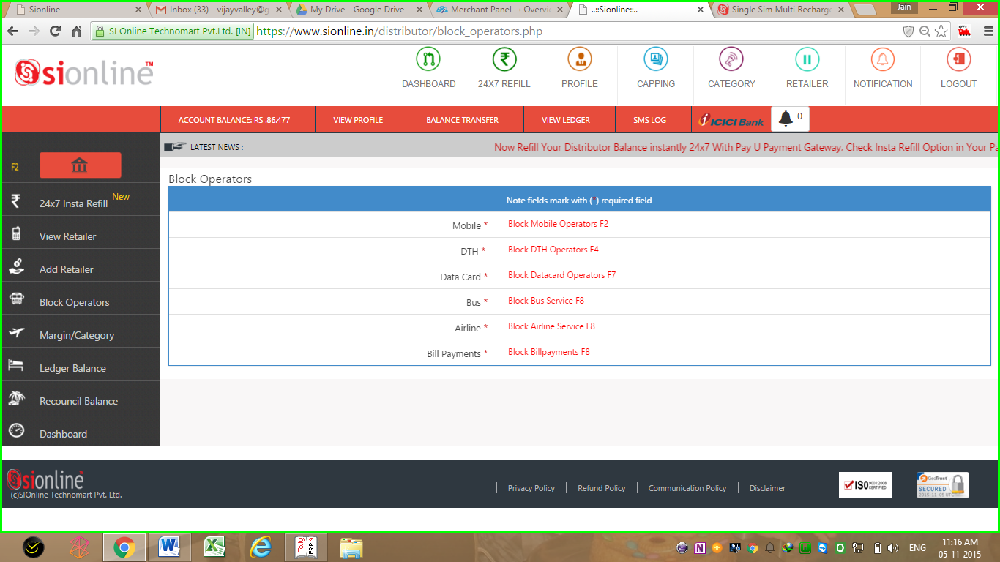 Sionline
Inbox (33) - vijayvalley@g
My Drive - Google Drive
Merchant Panel → Overvie
..::Sionline::..
Single Sim Multi Recharge
Jain
SI Online Technomart Pvt.Ltd. [IN]
https://www.sionline.in/distributor/block_operators.php
sionline™
DASHBOARD
24X7 REFILL
PROFILE
CAPPING
CATEGORY
RETAILER
NOTIFICATION
LOGOUT
ACCOUNT BALANCE: RS .86.477
VIEW PROFILE
BALANCE TRANSFER
VIEW LEDGER
SMS LOG
ICICI Bank
0
LATEST NEWS :
Now Refill Your Distributor Balance instantly 24x7 With Pay U Payment Gateway, Check Insta Refill Option in Your Pa
F2
24x7 Insta Refill New
View Retailer
Add Retailer
Block Operators
Margin/Category
Ledger Balance
Recouncil Balance
Dashboard
Block Operators
Note fields mark with (*) required field
Mobile * Block Mobile Operators F2
DTH * Block DTH Operators F4
Data Card * Block Datacard Operators F7
Bus * Block Bus Service F8
Airline * Block Airline Service F8
Bill Payments * Block Billpayments F8
sionline™
(c)SIOnline Technomart Pvt. Ltd.
Privacy Policy
Refund Policy
Communication Policy
Disclaimer
ISO 9001:2008
CERTIFIED
GeoTrust
SECURED
2015-11-05 UTC
Tally
ERP 9
ENG
11:16 AM
05-11-2015